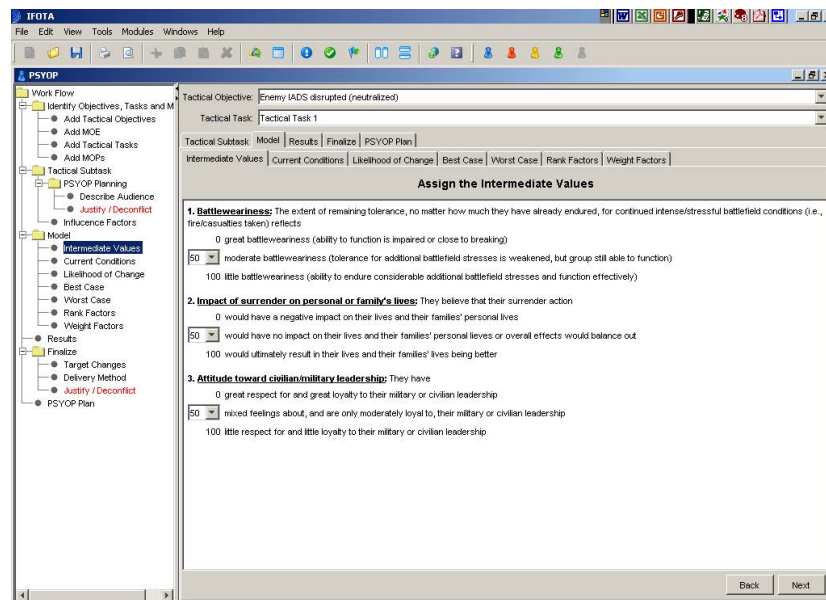 IFOTA
File Edit View Tools Modules Windows Help
PSYOP
Work Flow
Identify Objectives, Tasks and M
Add Tactical Objectives
Add MOE
Add Tactical Tasks
Add MOPs
Tactical Subtask
PSYOP Planning
Describe Audience
Justify / Deconflict
Influcence Factors
Model
Intermediate Values
Current Conditions
Likelihood of Change
Best Case
Worst Case
Rank Factors
Weight Factors
Results
Finalize
Target Changes
Delivery Method
Justify / Deconflict
PSYOP Plan
Tactical Objective: Enemy IADS disrupted (neutralized)
Tactical Task: Tactical Task 1
Tactical Subtask Model Results Finalize PSYOP Plan
Intermediate Values Current Conditions Likelihood of Change Best Case Worst Case Rank Factors Weight Factors
Assign the Intermediate Values
1. Battleweariness: The extent of remaining tolerance, no matter how much they have already endured, for continued intense/stressful battlefield conditions (i.e.,
fire/casualties taken) reflects
0 great battleweariness (ability to function is impaired or close to breaking)
50 moderate battleweariness (tolerance for additional battlefield stresses is weakened, but group still able to function)
100 little battleweariness (ability to endure considerable additional battlefield stresses and function effectively)
2. Impact of surrender on personal or family's lives: They believe that their surrender action
0 would have a negative impact on their lives and their families' personal lives
50 would have no impact on their lives and their families' personal lieves or overall effects would balance out
100 would ultimately result in their lives and their families' lives being better
3. Attitude toward civilian/military leadership: They have
0 great respect for and great loyalty to their military or civilian leadership
50 mixed feelings about, and are only moderately loyal to, their military or civilian leadership
100 little respect for and little loyalty to their military or civilian leadership
Back Next